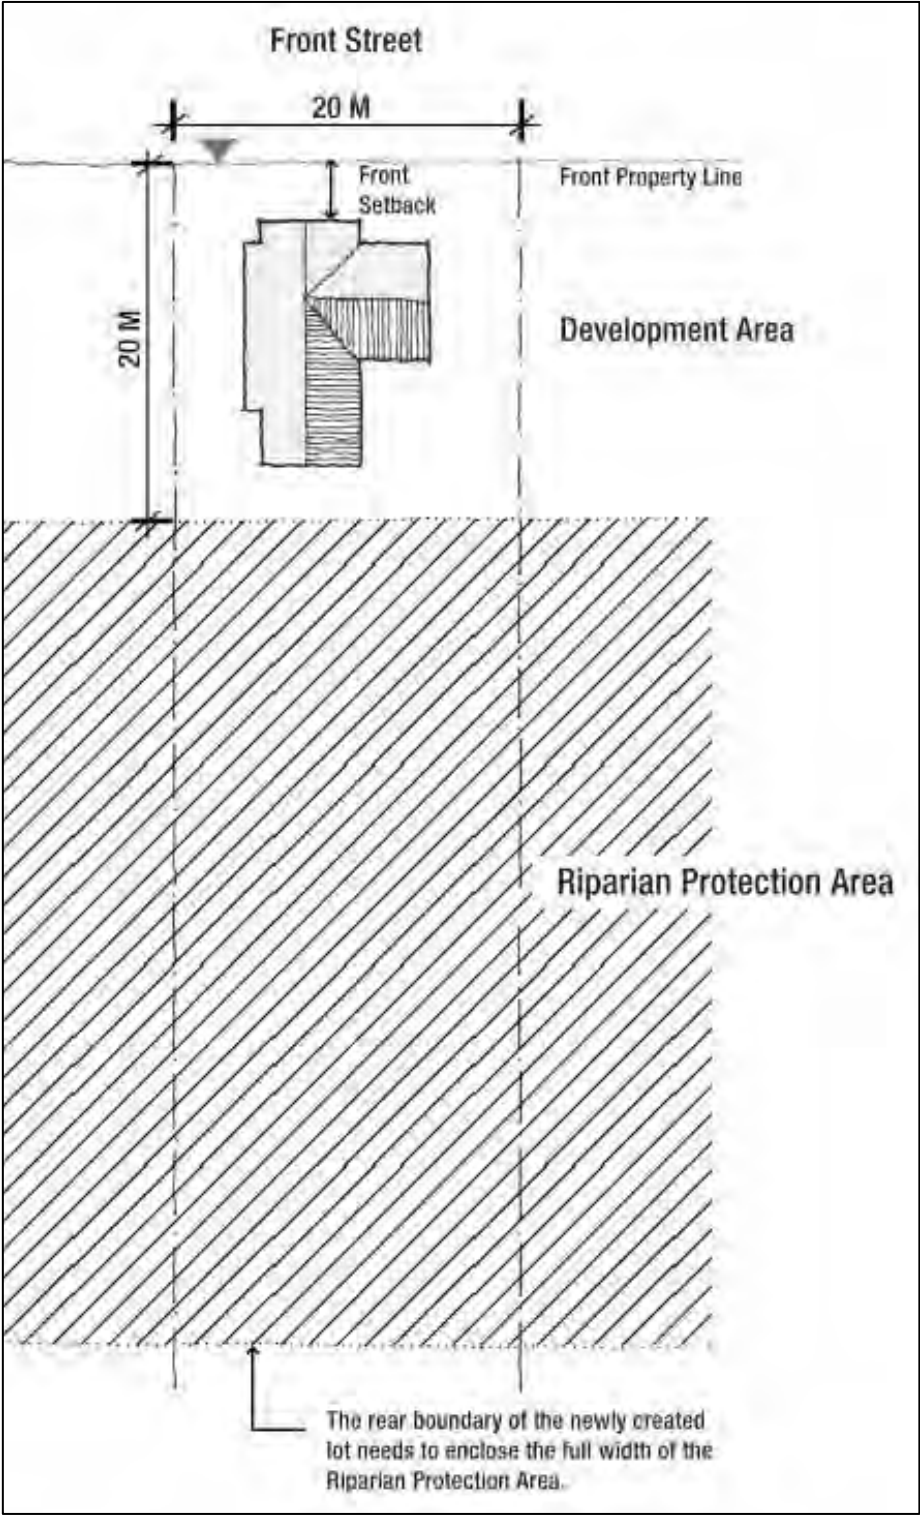 Front Street
20 M
Front
Setback
Front Property Line
20 M
Development Area
Riparian Protection Area
The rear boundary of the newly created
lot needs to enclose the full width of the
Riparian Protection Area.